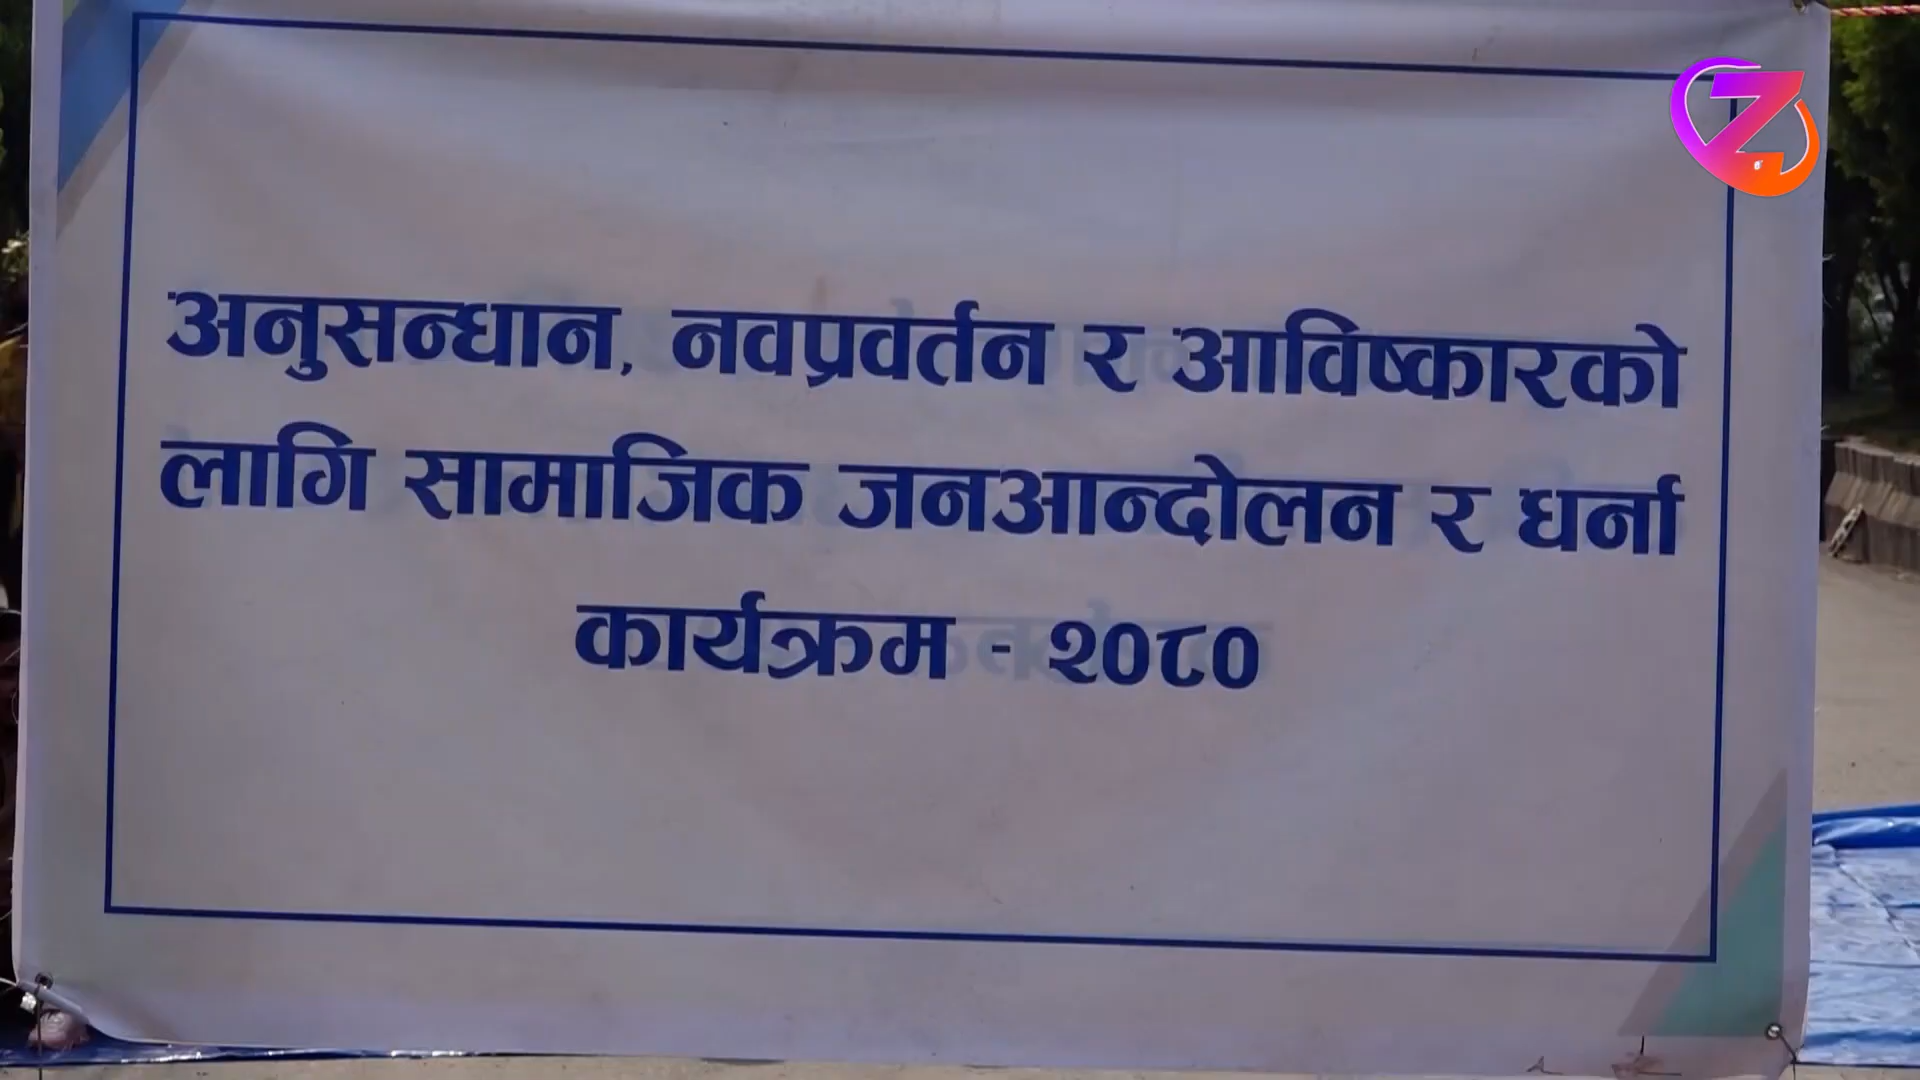 अनुसन्धान, नवप्रवर्तन र आविष्कारको
लागि सामाजिक जनआन्दोलन र धर्ना
कार्यक्रम - २०८०